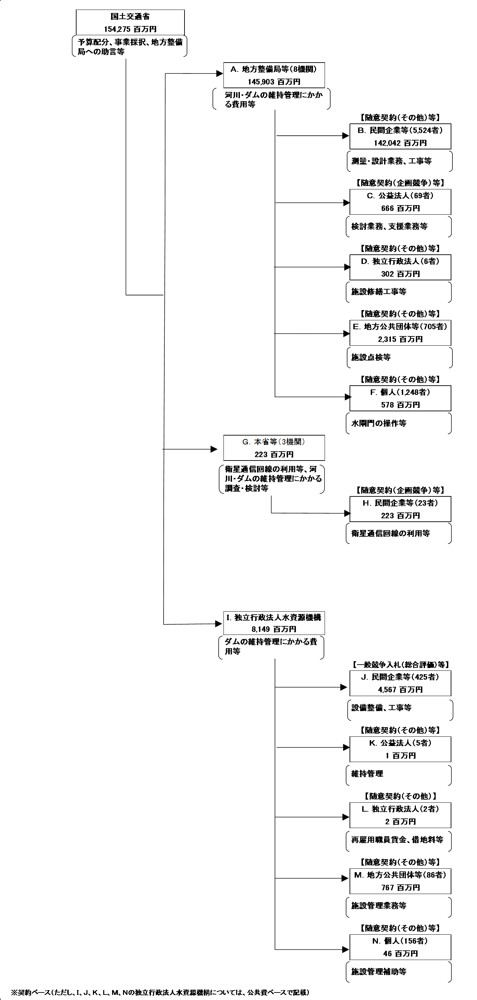 国土交通省
154,275 百万円
予算配分、事業採択、地方整備
局への助言等
A. 地方整備局等(8機関)
145,903 百万円
河川・ダムの維持管理にかか
る費用等
【随意契約(その他)等】
B. 民間企業等(5,524者)
142,042 百万円
測量・設計業務、工事等
【随意契約(企画競争)等】
C. 公益法人(69者)
666 百万円
検討業務、支援業務等
【随意契約(その他)等】
D. 独立行政法人(6者)
302 百万円
施設修繕工事等
【随意契約(その他)等】
E. 地方公共団体等(705者)
2,315 百万円
施設点検等
【随意契約(その他)等】
F. 個人(1,248者)
578 百万円
水閘門の操作等
G. 本省等(3機関)
223 百万円
衛星通信回線の利用等、河
川・ダムの維持管理にかかる
調査・検討等
【随意契約(企画競争)等】
H. 民間企業等(23者)
223 百万円
衛星通信回線の利用等
I. 独立行政法人水資源機構
8,149 百万円
ダムの維持管理にかかる費
用等
【一般競争入札(総合評価)等】
J. 民間企業等(425者)
4,567 百万円
設備整備、工事等
【随意契約(その他)等】
K. 公益法人(5者)
1 百万円
維持管理
【随意契約(その他)】
L. 独立行政法人(2者)
2 百万円
再雇用職員賃金、借地料等
【随意契約(その他)等】
M. 地方公共団体等(86者)
767 百万円
施設管理業務等
【随意契約(その他)等】
N. 個人(156者)
46 百万円
施設管理補助等
※契約ベース(ただし、I、J、K、L、M、Nの独立行政法人水資源機構については、公共費ベースで記載)